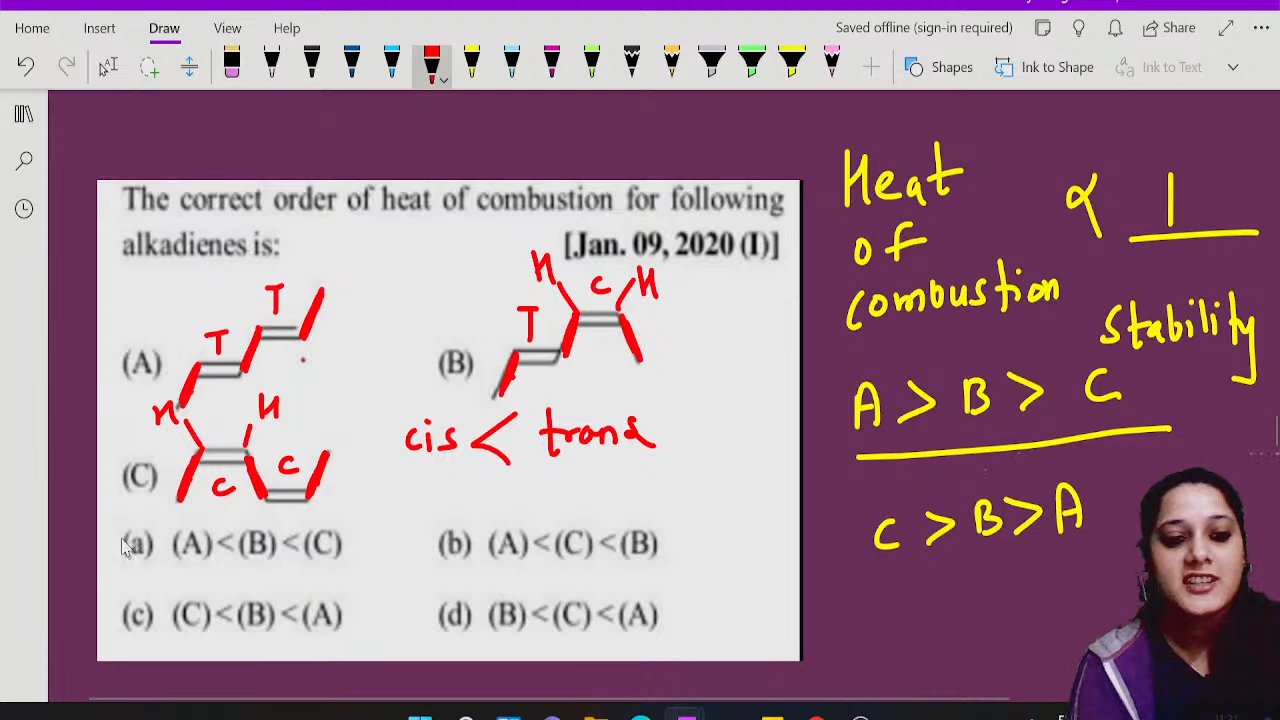 Home Insert Draw View Help
Saved offline (sign-in required)
Share
Shapes
Ink to Shape
Ink to Text
The correct order of heat of combustion for following
alkadienes is: [Jan. 09, 2020 (I)]
(A)
T
T
(B)
T
C
H
H
(C)
H
H
C
C
cis < trans
(a) (A)<(B)<(C)
(b) (A)<(C)<(B)
(c) (C)<(B)<(A)
(d) (B)<(C)<(A)
Heat
of
combustion
∝ 1
Stability
A > B > C
C > B > A